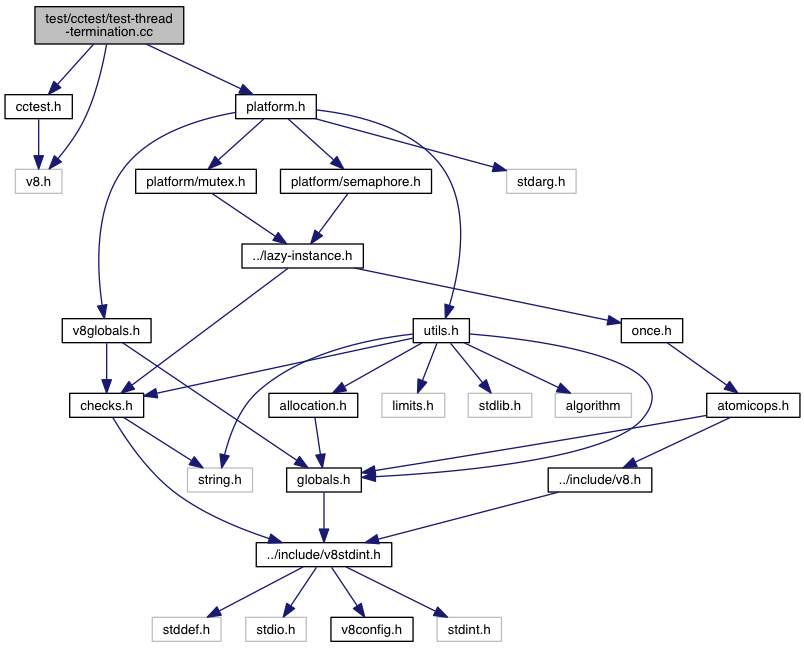 test/cctest/test-thread
-termination.cc
cctest.h
platform.h
v8.h
platform/mutex.h
platform/semaphore.h
stdarg.h
../lazy-instance.h
v8globals.h
utils.h
once.h
checks.h
allocation.h
limits.h
stdlib.h
algorithm
atomicops.h
string.h
globals.h
../include/v8.h
../include/v8stdint.h
stddef.h
stdio.h
v8config.h
stdint.h